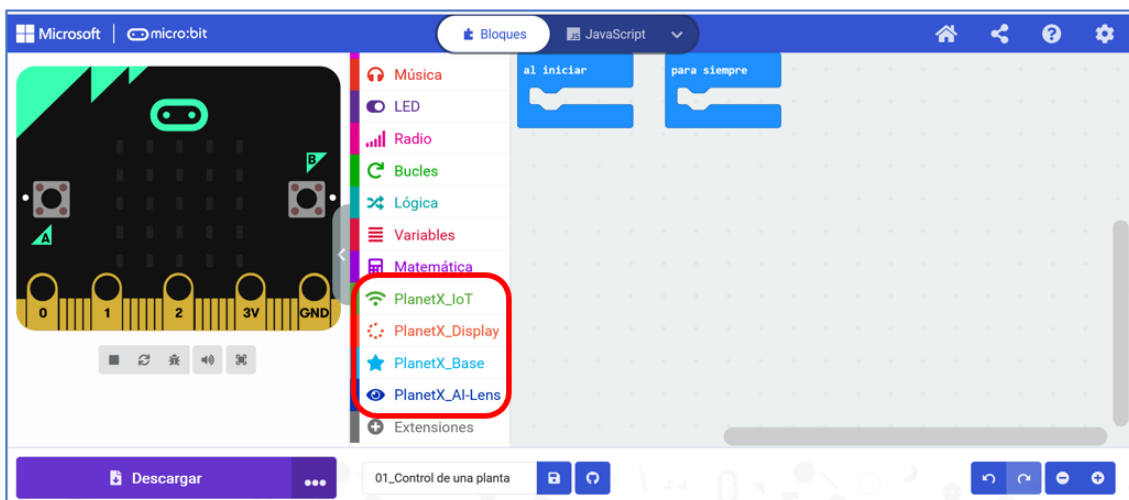 Microsoft micro:bit Bloques JavaScript
Música
LED
Radio
Bucles
Lógica
Variables
Matemática
PlanetX_IoT
PlanetX_Display
PlanetX_Base
PlanetX_AI-Lens
Extensiones
al iniciar
para siempre
B
A
0 1 2 3V GND
Descargar
01_Control de una planta